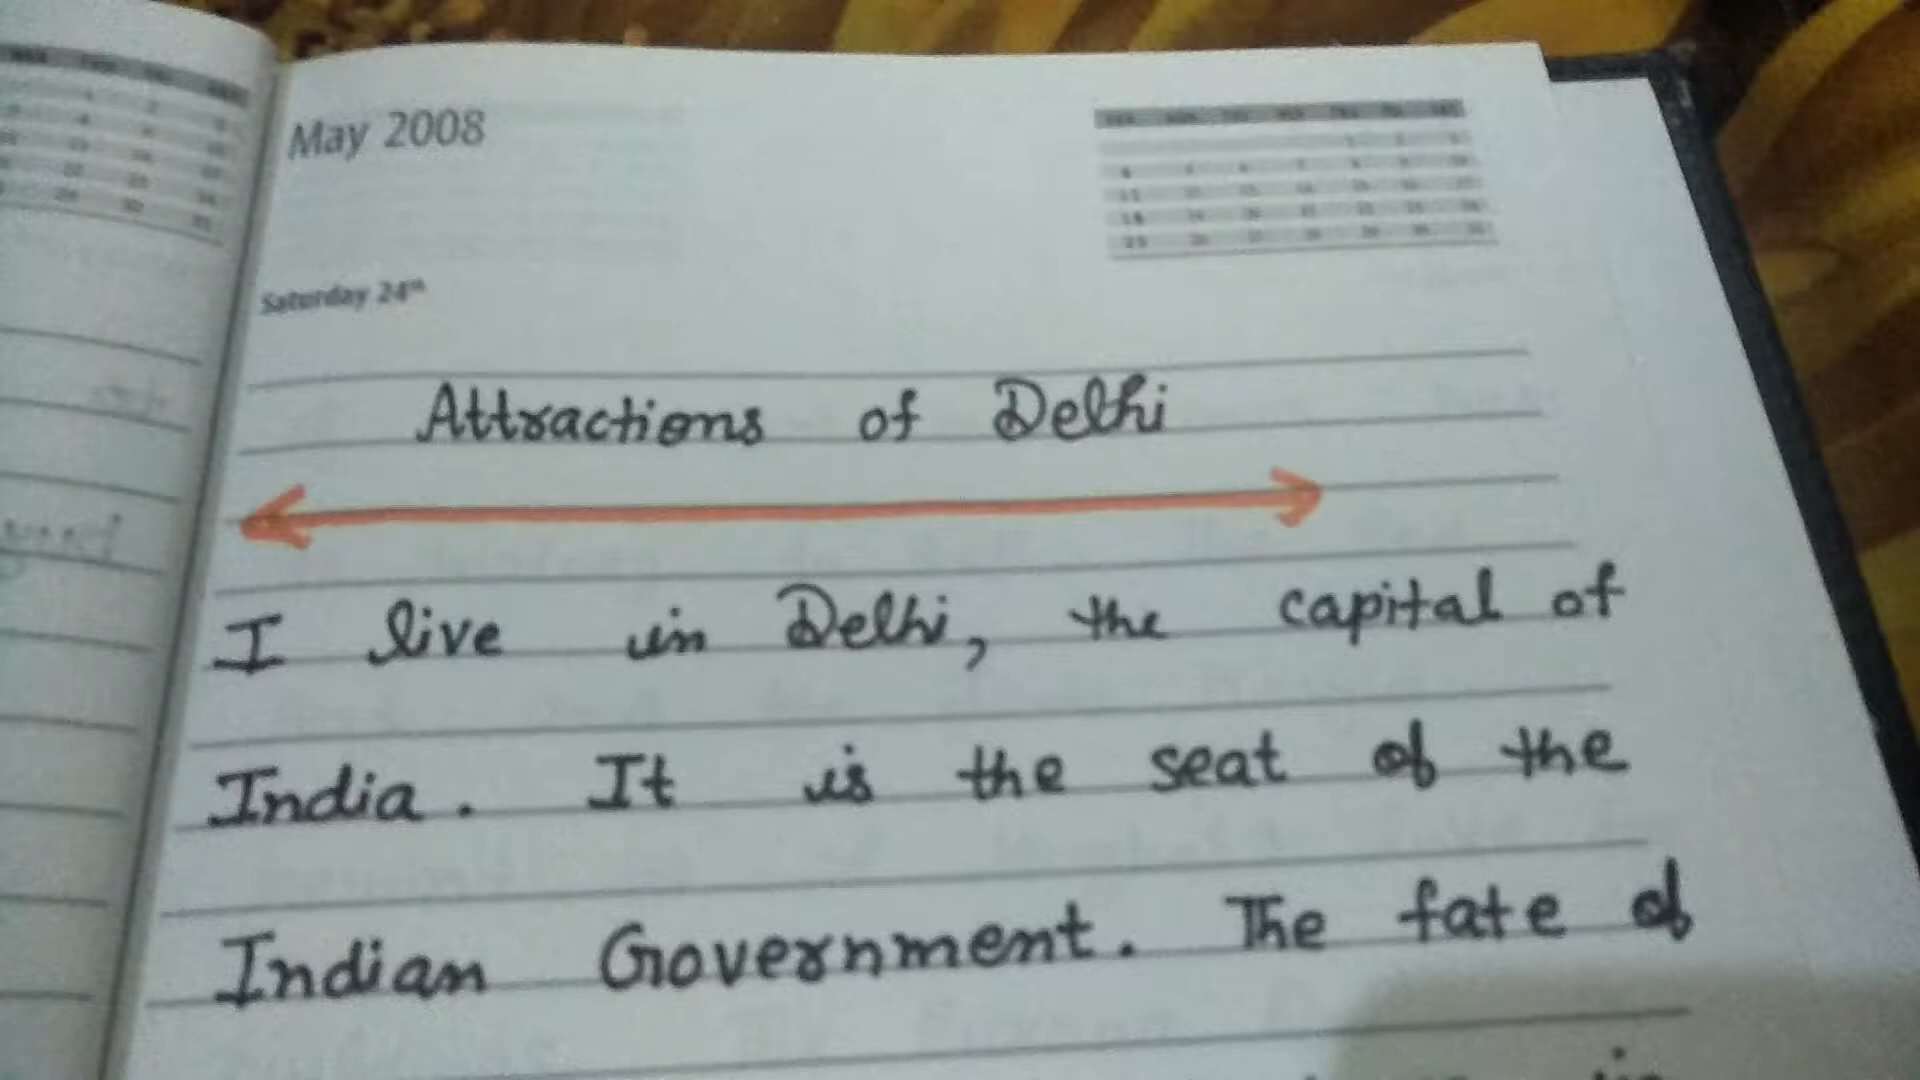 May 2008
Saturday 24th
Attractions of Delhi
I live in Delhi, the capital of
India. It is the seat of the
Indian Government. The fate of
in